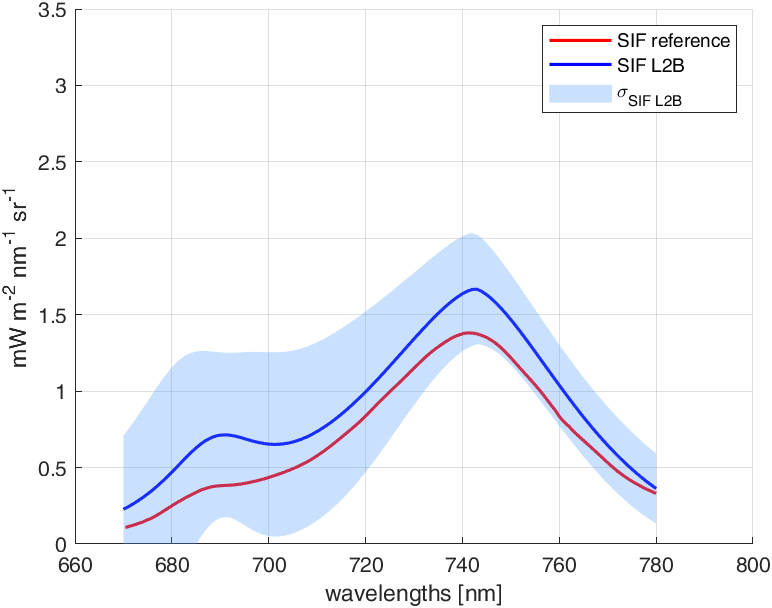 3.5
3
2.5
2
1.5
1
0.5
0
mW m-2 nm-1 sr-1
SIF reference
SIF L2B
σSIF L2B
660 680 700 720 740 760 780 800
wavelengths [nm]